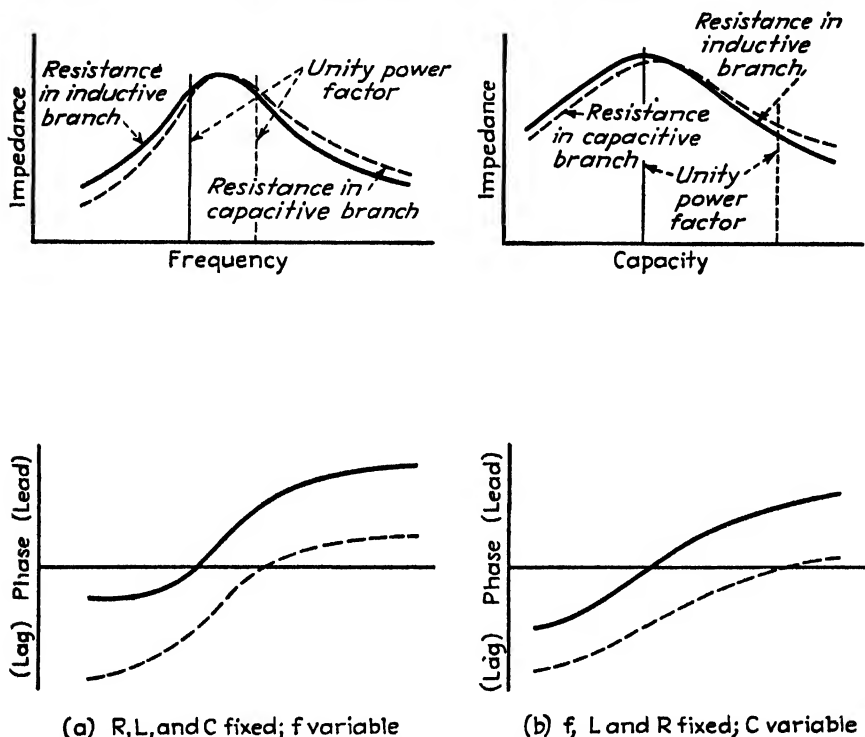 Impedance
Resistance
in inductive
branch
Unity power
factor
Resistance in
capacitive branch
Frequency
Impedance
Resistance in
inductive
branch
Resistance
in capacitive
branch
Unity
power
factor
Capacity
(Lag) Phase (Lead)
(a) R,L,and C fixed; f variable
(Lag) Phase (Lead)
(b) f, L and R fixed; C variable